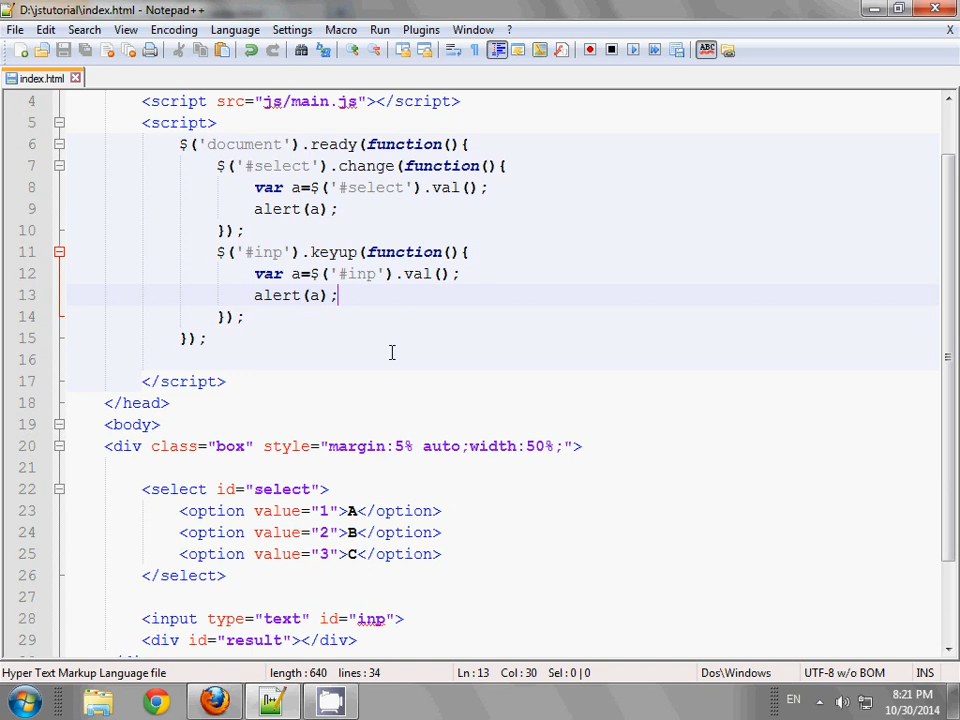 D:\jstutorial\index.html - Notepad++
File Edit Search View Encoding Language Settings Macro Run Plugins Window ? X
index.html
4 <script src="js/main.js"></script>
5 <script>
6 $('document').ready(function(){
7 $('#select').change(function(){
8 var a=$('#select').val();
9 alert(a);
10 });
11 $('#inp').keyup(function(){
12 var a=$('#inp').val();
13 alert(a);
14 });
15 });
16
17 </script>
18 </head>
19 <body>
20 <div class="box" style="margin:5% auto;width:50%;">
21
22 <select id="select">
23 <option value="1">A</option>
24 <option value="2">B</option>
25 <option value="3">C</option>
26 </select>
27
28 <input type="text" id="inp">
29 <div id="result"></div>
Hyper Text Markup Language file length : 640 lines : 34 Ln : 13 Col : 30 Sel : 0 | 0 Dos\Windows UTF-8 w/o BOM INS
EN 8:21 PM
10/30/2014